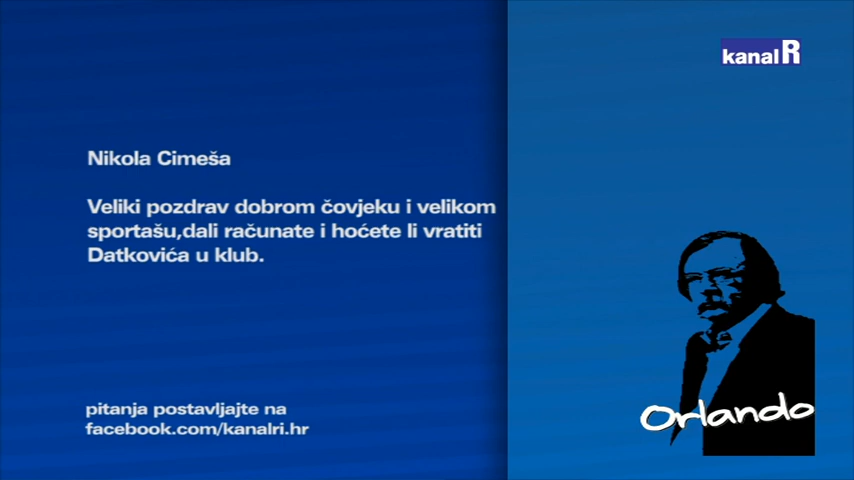 kanal R
Nikola Cimeša
Veliki pozdrav dobrom čovjeku i velikom
sportašu,dali računate i hoćete li vratiti
Datkovića u klub.
pitanja postavljajte na
facebook.com/kanalri.hr
Orlando